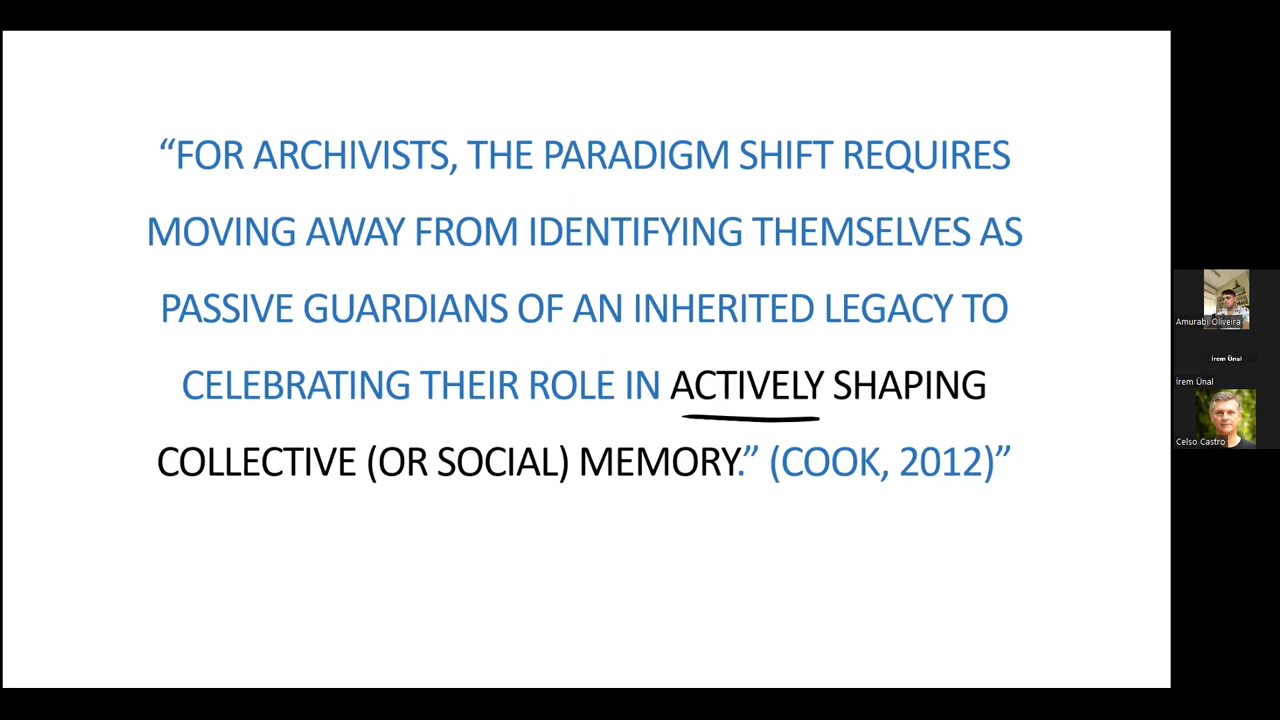 “FOR ARCHIVISTS, THE PARADIGM SHIFT REQUIRES
MOVING AWAY FROM IDENTIFYING THEMSELVES AS
PASSIVE GUARDIANS OF AN INHERITED LEGACY TO
CELEBRATING THEIR ROLE IN ACTIVELY SHAPING
COLLECTIVE (OR SOCIAL) MEMORY.” (COOK, 2012)”
Amurabi Oliveira
İrem Ünal
İrem Ünal
Celso Castro